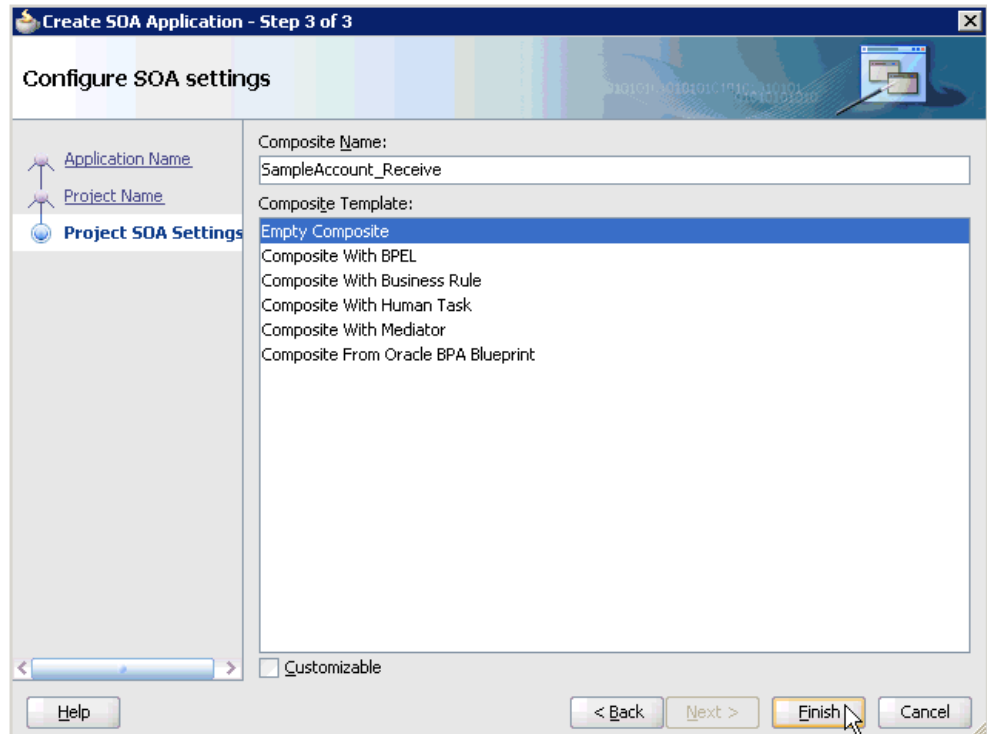 Create SOA Application - Step 3 of 3
Configure SOA settings
Application Name
Project Name
Project SOA Settings
Composite Name:
SampleAccount_Receive
Composite Template:
Empty Composite
Composite With BPEL
Composite With Business Rule
Composite With Human Task
Composite With Mediator
Composite From Oracle BPA Blueprint
Customizable
Help
< Back
Next >
Finish
Cancel